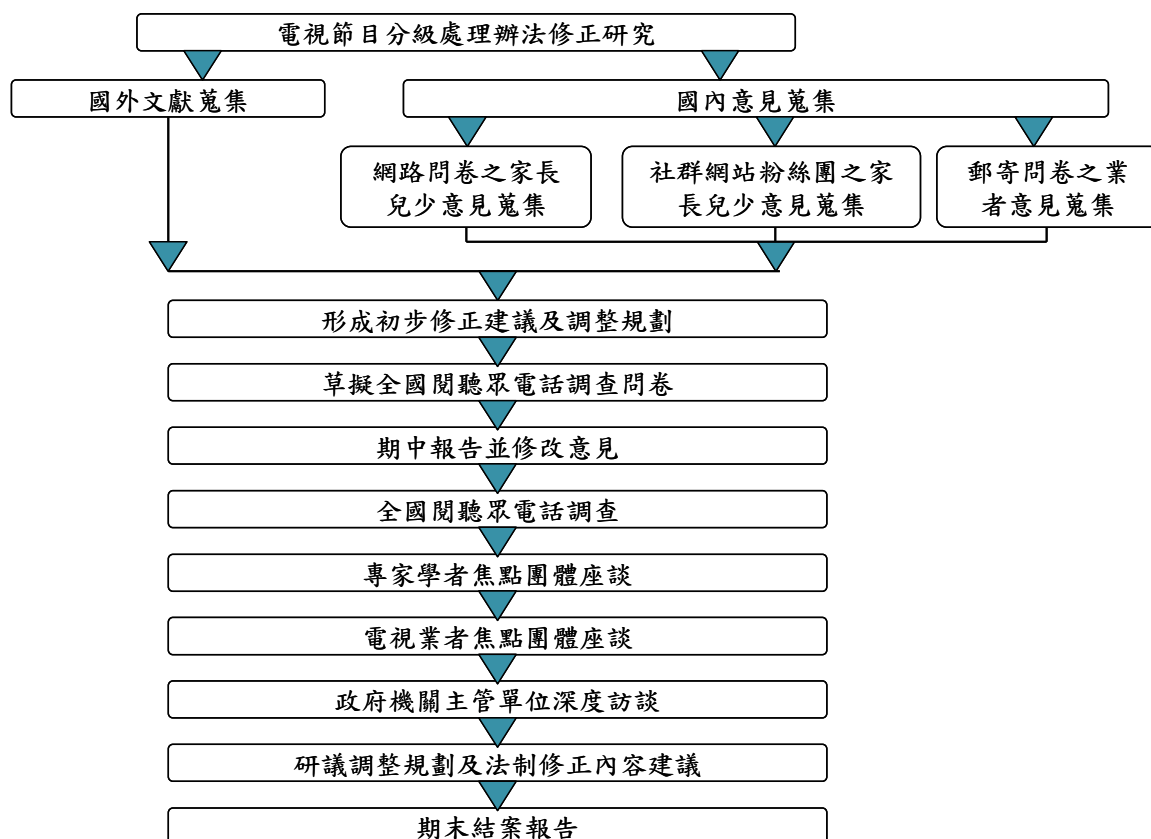 電視節目分級處理辦法修正研究
國外文獻蒐集
國內意見蒐集
網路問卷之家長
兒少意見蒐集
社群網站粉絲團之家
長兒少意見蒐集
郵寄問卷之業
者意見蒐集
形成初步修正建議及調整規劃
草擬全國閱聽眾電話調查問卷
期中報告並修改意見
全國閱聽眾電話調查
專家學者焦點團體座談
電視業者焦點團體座談
政府機關主管單位深度訪談
研議調整規劃及法制修正內容建議
期末結案報告